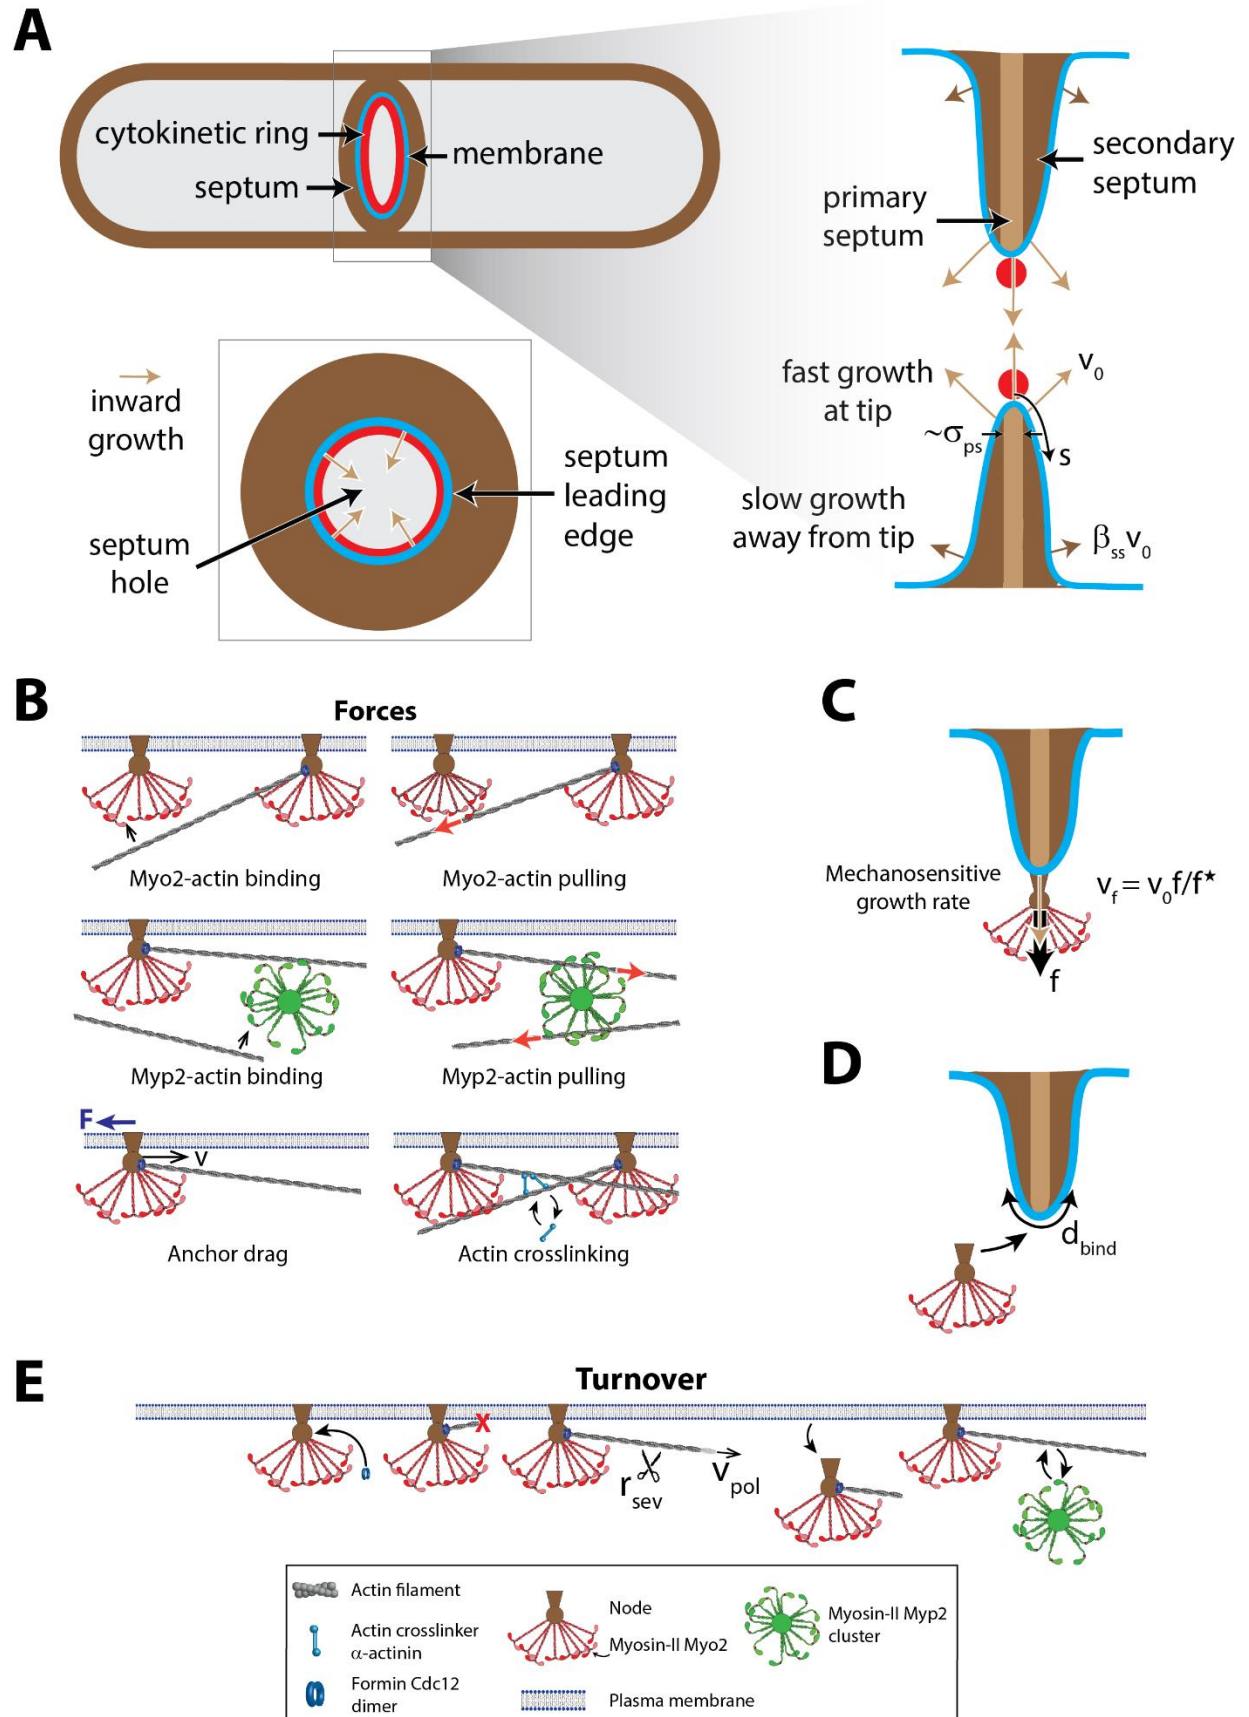 A
cytokinetic ring
septum
membrane
inward
growth
septum
hole
septum
leading
edge
primary
septum
secondary
septum
fast growth
at tip
v0
~σps
s
slow growth
away from tip
βssv0
B
Forces
Myo2-actin binding
Myo2-actin pulling
Myp2-actin binding
Myp2-actin pulling
F
v
Anchor drag
Actin crosslinking
C
Mechanosensitive
growth rate
vf = v0f/f★
f
D
dbind
E
Turnover
X
rsev
vpol
Actin filament
Actin crosslinker
α-actinin
Formin Cdc12
dimer
Node
Myosin-II Myo2
Plasma membrane
Myosin-II Myp2
cluster